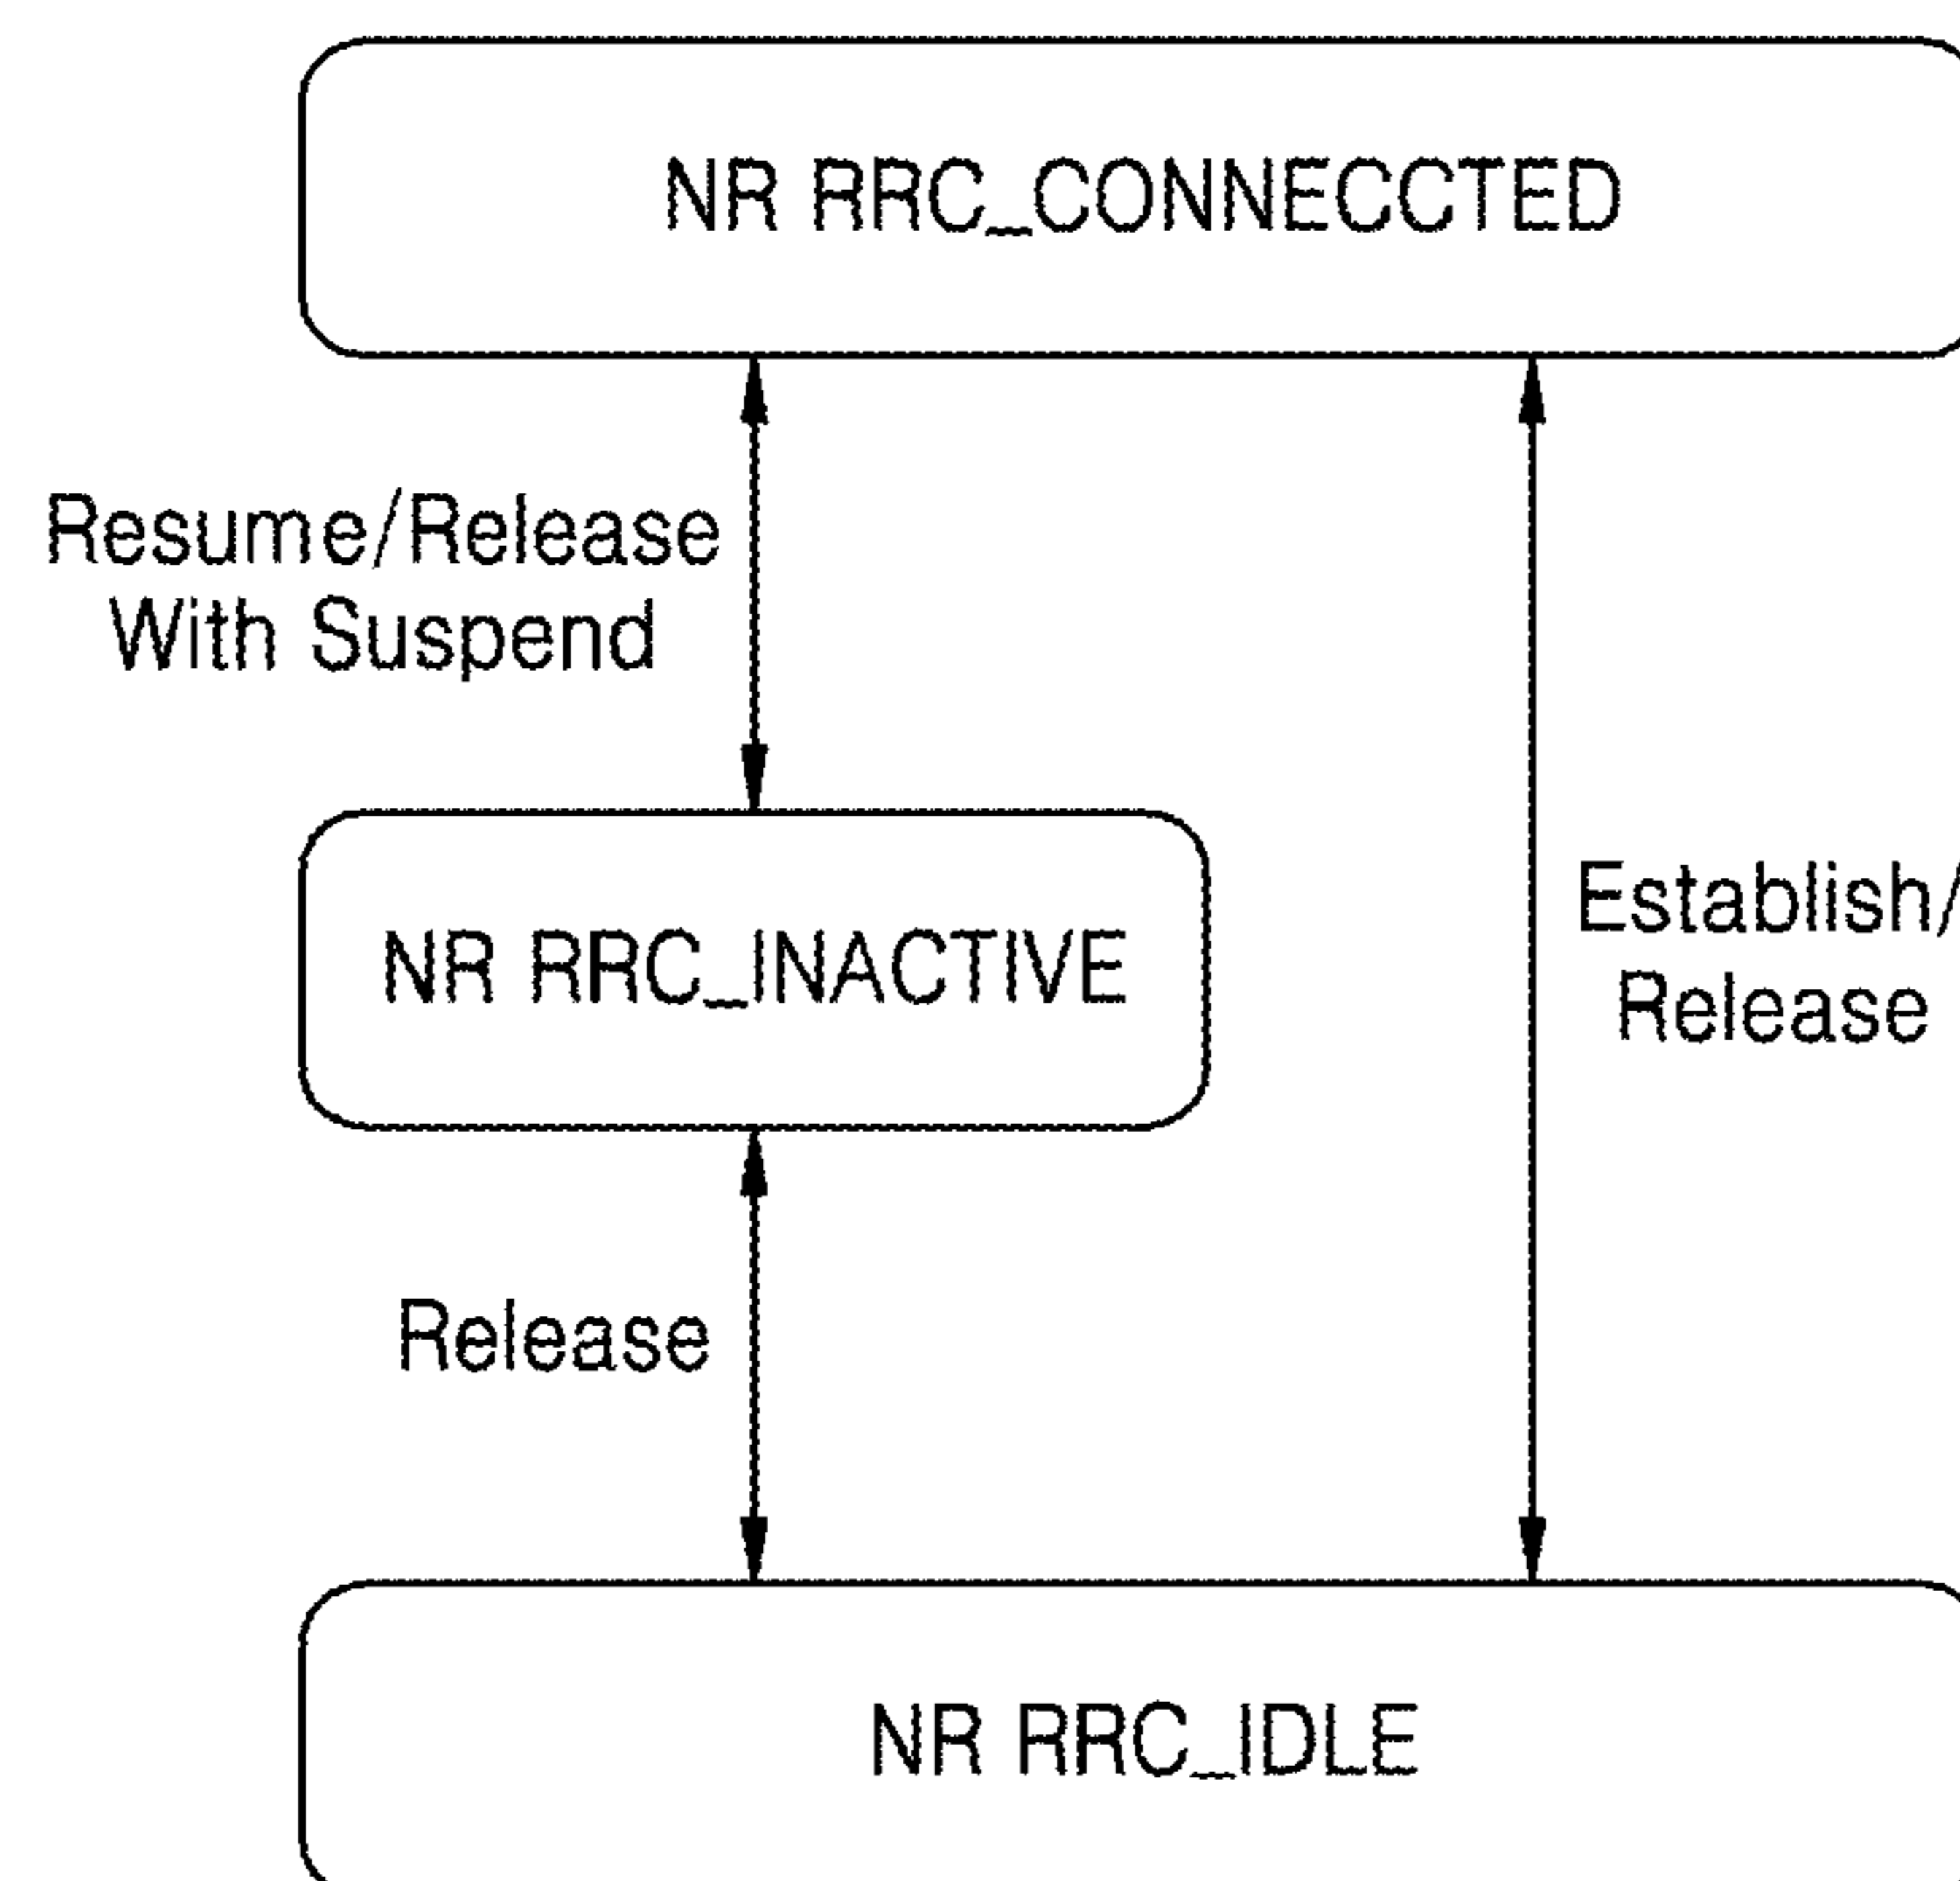 NR RRC_CONNECCTED
Resume/Release
With Suspend
Establish/
Release
NR RRC_INACTIVE
Release
NR RRC_IDLE